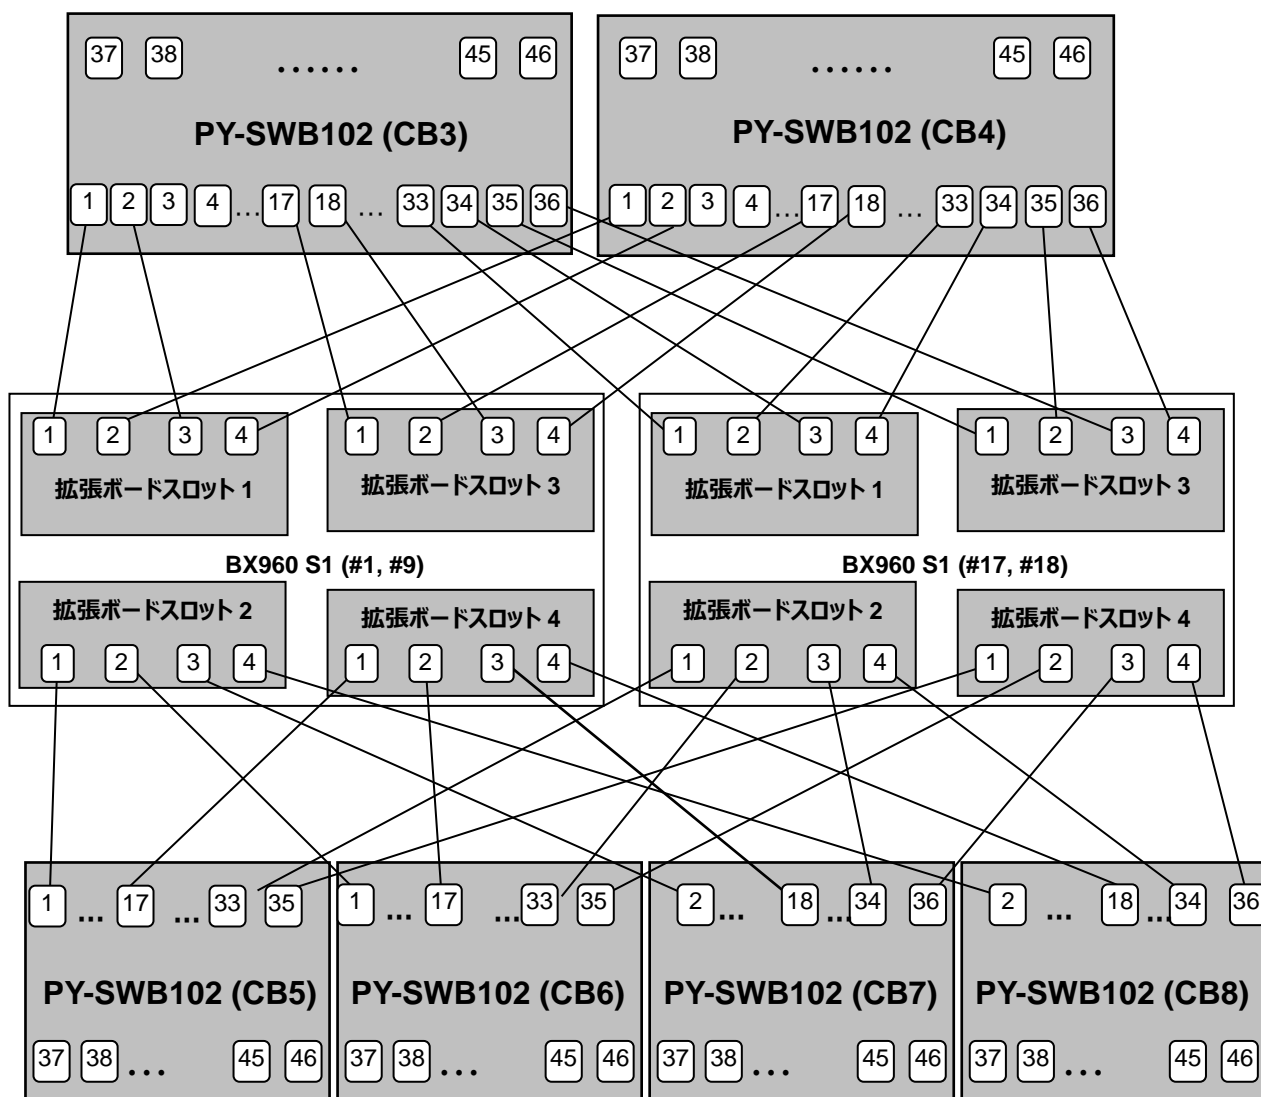 37 38 ...... 45 46
PY-SWB102 (CB3)
1 2 3 4 ... 17 18 ... 33 34 35 36
37 38 ...... 45 46
PY-SWB102 (CB4)
1 2 3 4 ... 17 18 ... 33 34 35 36
1 2 3 4
拡張ボードスロット 1
1 2 3 4
拡張ボードスロット 3
BX960 S1 (#1, #9)
拡張ボードスロット 2
1 2 3 4
拡張ボードスロット 4
1 2 3 4
1 2 3 4
拡張ボードスロット 1
1 2 3 4
拡張ボードスロット 3
BX960 S1 (#17, #18)
拡張ボードスロット 2
1 2 3 4
拡張ボードスロット 4
1 2 3 4
1 ... 17 ... 33 35
PY-SWB102 (CB5)
37 38 ... 45 46
1 ... 17 ... 33 35
PY-SWB102 (CB6)
37 38 ... 45 46
2 ... 18 ... 34 36
PY-SWB102 (CB7)
37 38 ... 45 46
2 ... 18 ... 34 36
PY-SWB102 (CB8)
37 38 ... 45 46